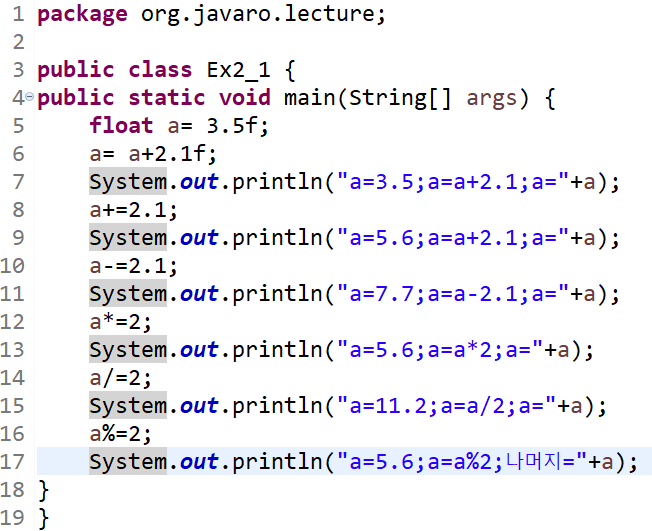 1 package org.javaro.lecture;
2
3 public class Ex2_1 {
4 public static void main(String[] args) {
5     float a= 3.5f;
6     a= a+2.1f;
7     System.out.println("a=3.5;a=a+2.1;a="+a);
8     a+=2.1;
9     System.out.println("a=5.6;a=a+2.1;a="+a);
10     a-=2.1;
11     System.out.println("a=7.7;a=a-2.1;a="+a);
12     a*=2;
13     System.out.println("a=5.6;a=a*2;a="+a);
14     a/=2;
15     System.out.println("a=11.2;a=a/2;a="+a);
16     a%=2;
17     System.out.println("a=5.6;a=a%2;나머지="+a);
18 }
19 }